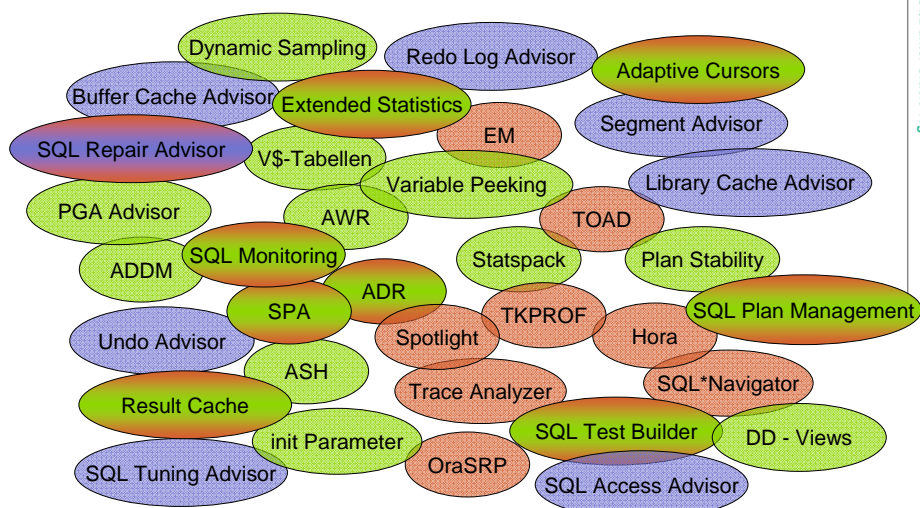 Dynamic Sampling
Redo Log Advisor
Adaptive Cursors
Buffer Cache Advisor
Extended Statistics
Segment Advisor
EM
SQL Repair Advisor
V$-Tabellen
Variable Peeking
Library Cache Advisor
PGA Advisor
AWR
TOAD
SQL Monitoring
ADDM
Statspack
Plan Stability
ADR
SPA
TKPROF
SQL Plan Management
Undo Advisor
Spotlight
Hora
ASH
Trace Analyzer
SQL*Navigator
Result Cache
init Parameter
SQL Test Builder
DD - Views
SQL Tuning Advisor
OraSRP
SQL Access Advisor